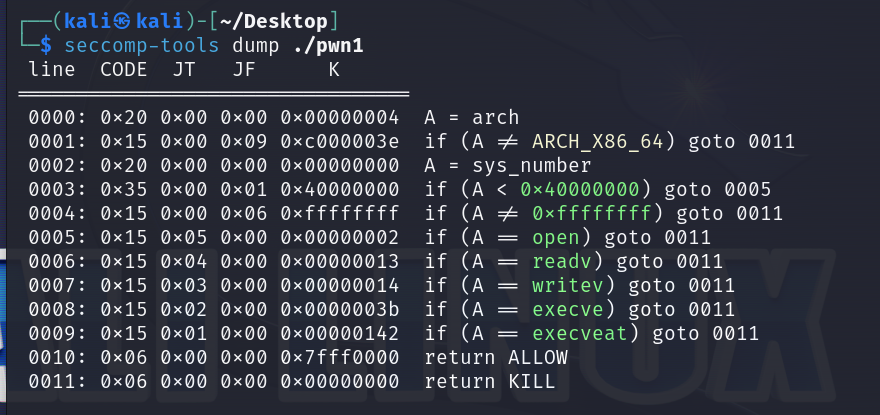 ┌──(kali㉿kali)-[~/Desktop]
└─$ seccomp-tools dump ./pwn1
 line  CODE  JT   JF      K
=================================
 0000: 0x20 0x00 0x00 0x00000004  A = arch
 0001: 0x15 0x00 0x09 0xc000003e  if (A != ARCH_X86_64) goto 0011
 0002: 0x20 0x00 0x00 0x00000000  A = sys_number
 0003: 0x35 0x00 0x01 0x40000000  if (A < 0x40000000) goto 0005
 0004: 0x15 0x00 0x06 0xffffffff  if (A != 0xffffffff) goto 0011
 0005: 0x15 0x05 0x00 0x00000002  if (A == open) goto 0011
 0006: 0x15 0x04 0x00 0x00000013  if (A == readv) goto 0011
 0007: 0x15 0x03 0x00 0x00000014  if (A == writev) goto 0011
 0008: 0x15 0x02 0x00 0x0000003b  if (A == execve) goto 0011
 0009: 0x15 0x01 0x00 0x00000142  if (A == execveat) goto 0011
 0010: 0x06 0x00 0x00 0x7fff0000  return ALLOW
 0011: 0x06 0x00 0x00 0x00000000  return KILL